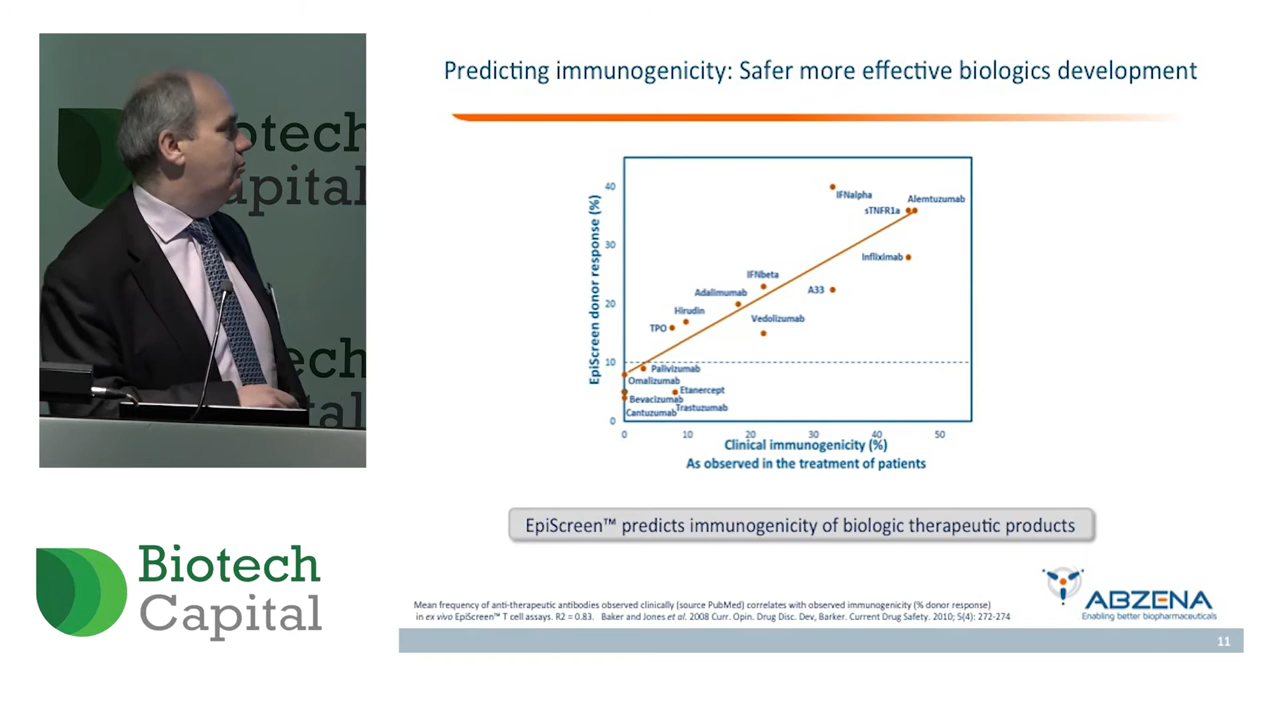 Predicting immunogenicity: Safer more effective biologics development
otech
apital
ech
tal
EpiScreen donor response (%)
40
30
20
10
0
IFNalpha
Alemtuzumab
sTNFR1a
Infliximab
IFNbeta
A33
Adalimumab
Hirudin
Vedolizumab
TPO
Palivizumab
Omalizumab
Etanercept
Bevacizumab
Trastuzumab
Cantuzumab
0 10 20 30 40 50
Clinical immunogenicity (%)
As observed in the treatment of patients
EpiScreen™ predicts immunogenicity of biologic therapeutic products
Biotech
Capital
Mean frequency of anti-therapeutic antibodies observed clinically (source PubMed) correlates with observed immunogenicity (% donor response)
in ex vivo EpiScreen™ T cell assays. R2 = 0.83. Baker and Jones et al. 2008 Curr. Opin. Drug Disc. Dev, Barker. Current Drug Safety. 2010; 5(4): 272-274
ABZENA
Enabling better biopharmaceuticals
11